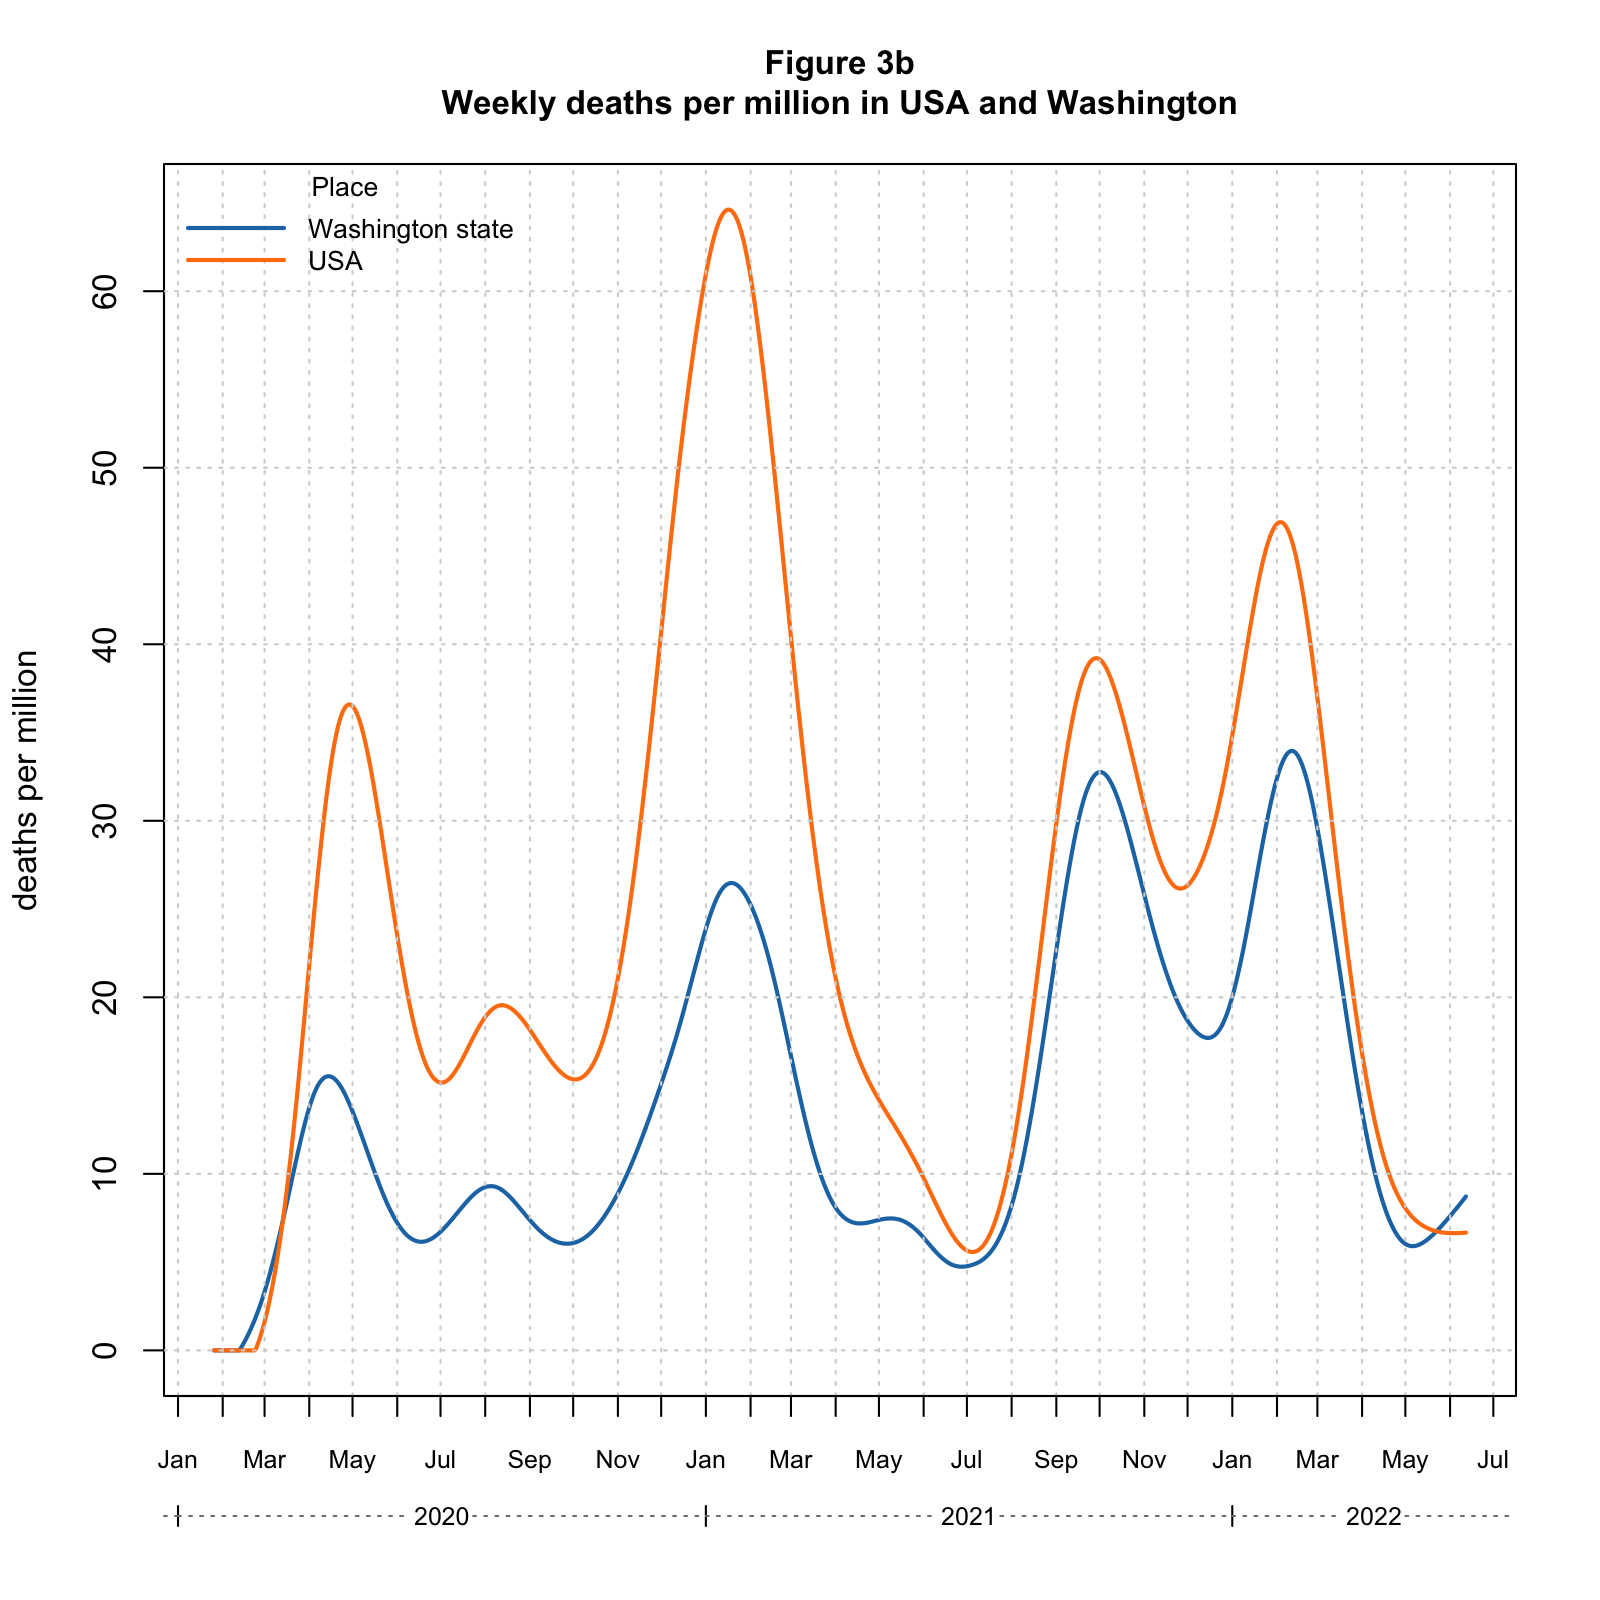 Figure 3b
Weekly deaths per million in USA and Washington
Place
Washington state
USA
deaths per million
60
50
40
30
20
10
0
Jan Mar May Jul Sep Nov Jan Mar May Jul Sep Nov Jan Mar May Jul
2020 2021 2022